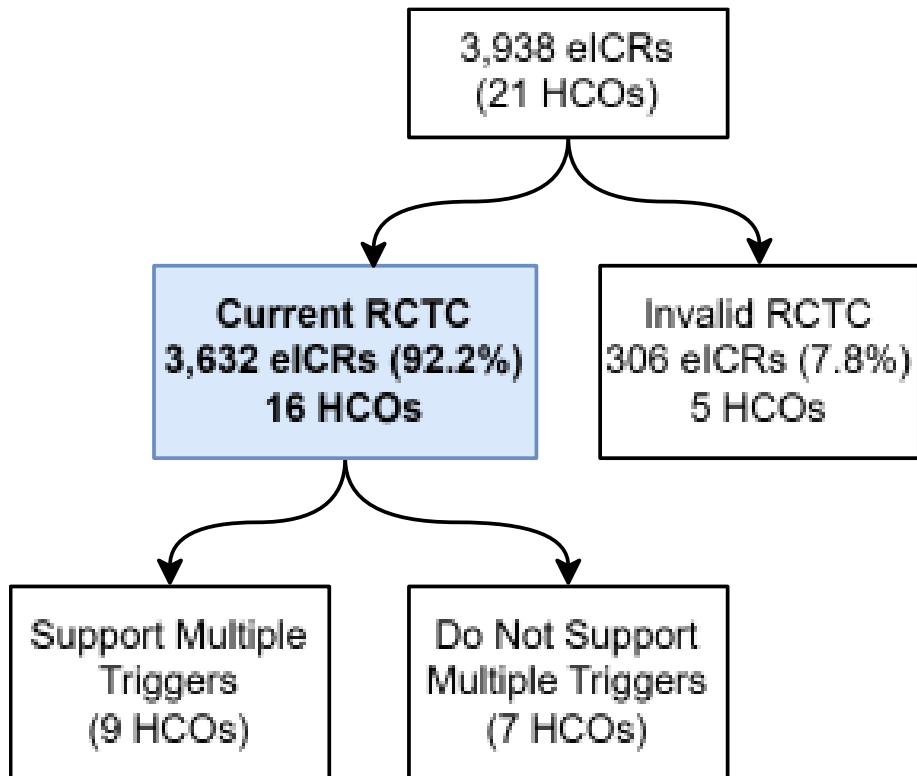 3,938 eICRs
(21 HCOs)
Current RCTC
3,632 eICRs (92.2%)
16 HCOs
Invalid RCTC
306 eICRs (7.8%)
5 HCOs
Support Multiple
Triggers
(9 HCOs)
Do Not Support
Multiple Triggers
(7 HCOs)